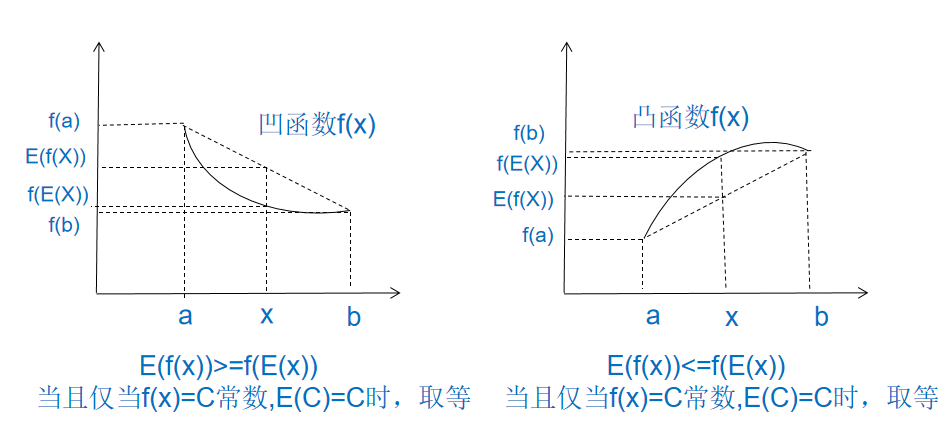 凹函数f(x)
f(a)
E(f(X))
f(E(X))
f(b)
a
x
b
E(f(x))>=f(E(x))
当且仅当f(x)=C常数,E(C)=C时，取等
凸函数f(x)
f(b)
f(E(X))
E(f(X))
f(a)
a
x
b
E(f(x))<=f(E(x))
当且仅当f(x)=C常数,E(C)=C时，取等